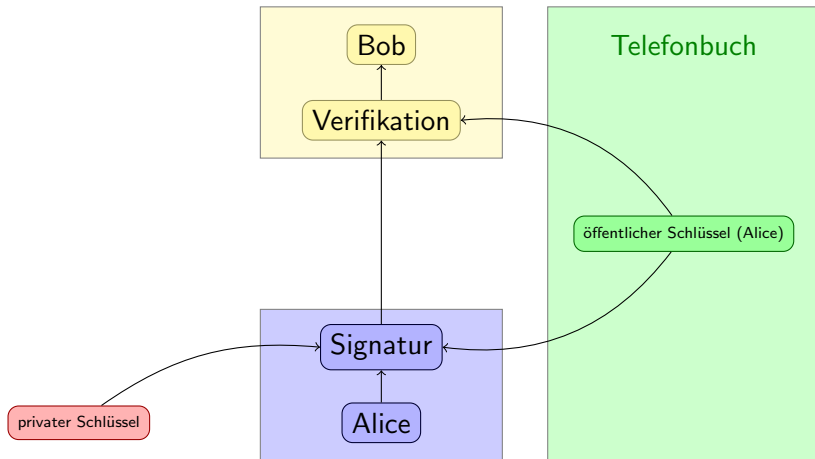 Bob
Telefonbuch
Verifikation
öffentlicher Schlüssel (Alice)
Signatur
privater Schlüssel
Alice